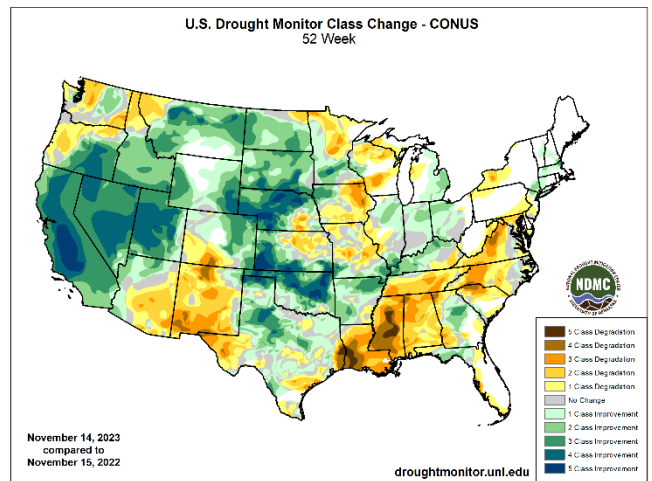 U.S. Drought Monitor Class Change - CONUS
52 Week
NDMC
5 Class Degradation
4 Class Degradation
3 Class Degradation
2 Class Degradation
1 Class Degradation
No Change
1 Class Improvement
2 Class Improvement
3 Class Improvement
4 Class Improvement
5 Class Improvement
November 14, 2023
compared to
November 15, 2022
droughtmonitor.unl.edu